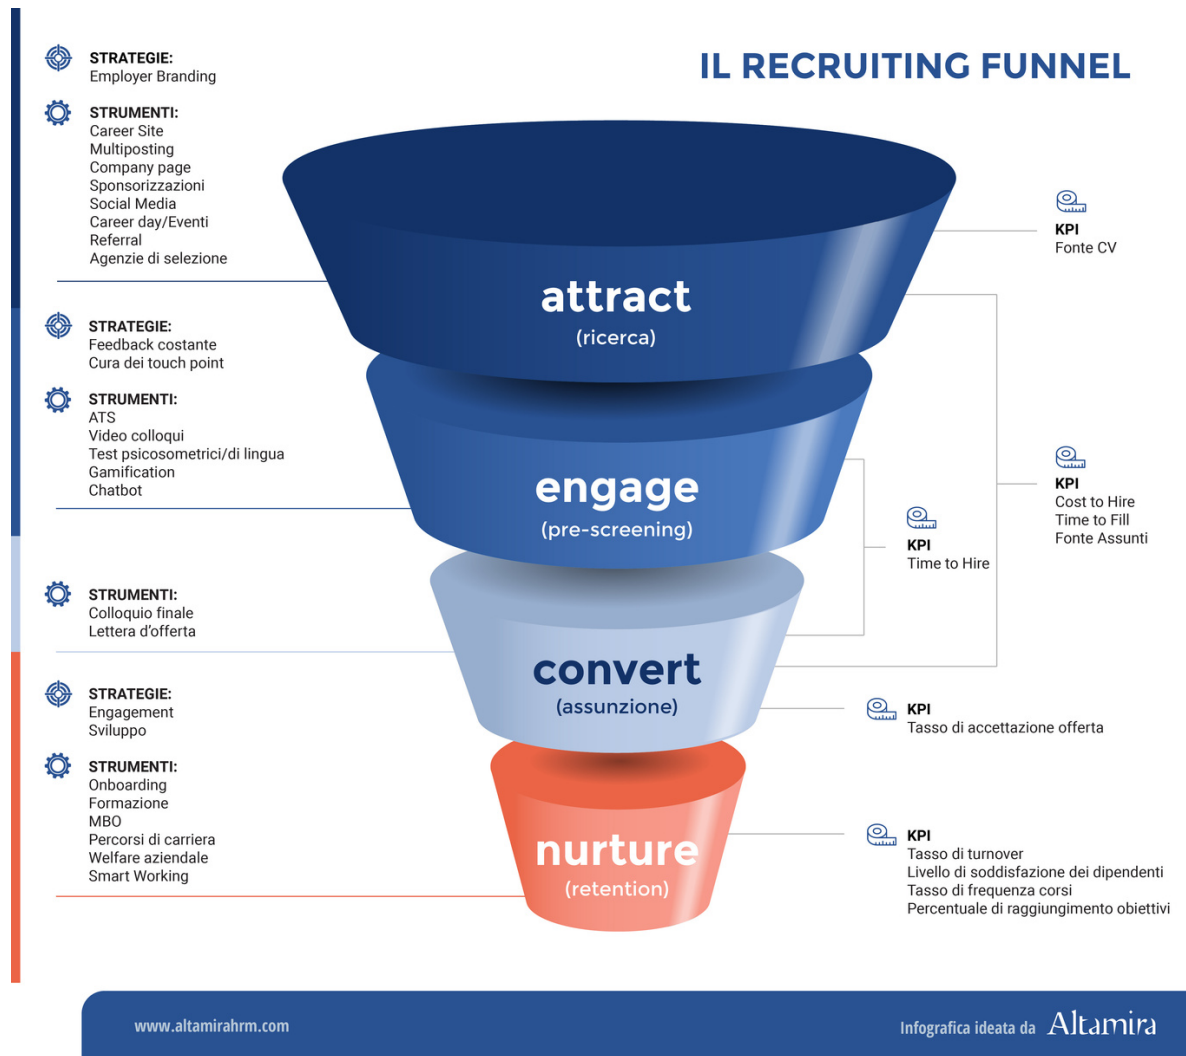 IL RECRUITING FUNNEL
STRATEGIE:
Employer Branding
STRUMENTI:
Career Site
Multiposting
Company page
Sponsorizzazioni
Social Media
Career day/Eventi
Referral
Agenzie di selezione
attract
(ricerca)
KPI
Fonte CV
STRATEGIE:
Feedback costante
Cura dei touch point
STRUMENTI:
ATS
Video colloqui
Test psicosometrici/di lingua
Gamification
Chatbot
engage
(pre-screening)
KPI
Time to Hire
KPI
Cost to Hire
Time to Fill
Fonte Assunti
STRUMENTI:
Colloquio finale
Lettera d'offerta
convert
(assunzione)
KPI
Tasso di accettazione offerta
STRATEGIE:
Engagement
Sviluppo
STRUMENTI:
Onboarding
Formazione
MBO
Percorsi di carriera
Welfare aziendale
Smart Working
nurture
(retention)
KPI
Tasso di turnover
Livello di soddisfazione dei dipendenti
Tasso di frequenza corsi
Percentuale di raggiungimento obiettivi
www.altamirahrm.com
Infografica ideata da Altamira